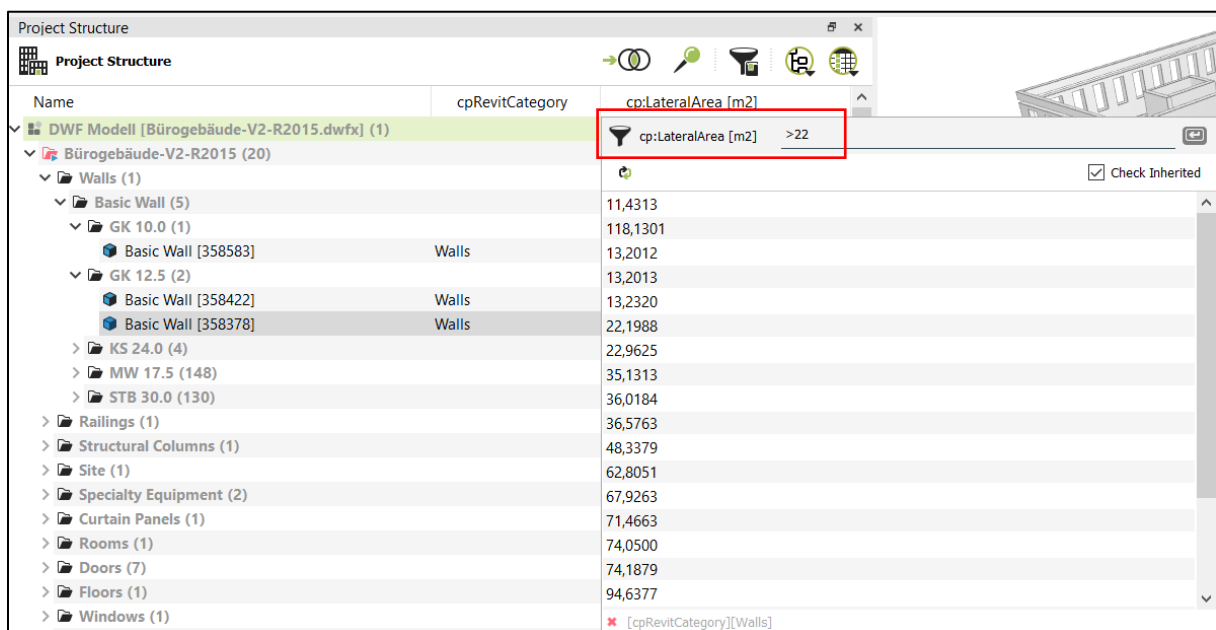 Project Structure
Project Structure
Name cpRevitCategory cp:LateralArea [m2]
DWF Modell [Bürogebäude-V2-R2015.dwfx] (1)
cp:LateralArea [m2] >22
Bürogebäude-V2-R2015 (20)
Walls (1)
Check Inherited
Basic Wall (5)
11,4313
GK 10.0 (1)
118,1301
Basic Wall [358583] Walls
13,2012
GK 12.5 (2)
13,2013
Basic Wall [358422] Walls
13,2320
Basic Wall [358378] Walls
22,1988
KS 24.0 (4)
22,9625
MW 17.5 (148)
35,1313
STB 30.0 (130)
36,0184
Railings (1)
36,5763
Structural Columns (1)
48,3379
Site (1)
62,8051
Specialty Equipment (2)
67,9263
Curtain Panels (1)
71,4663
Rooms (1)
74,0500
Doors (7)
74,1879
Floors (1)
94,6377
Windows (1)
[cpRevitCategory][Walls]